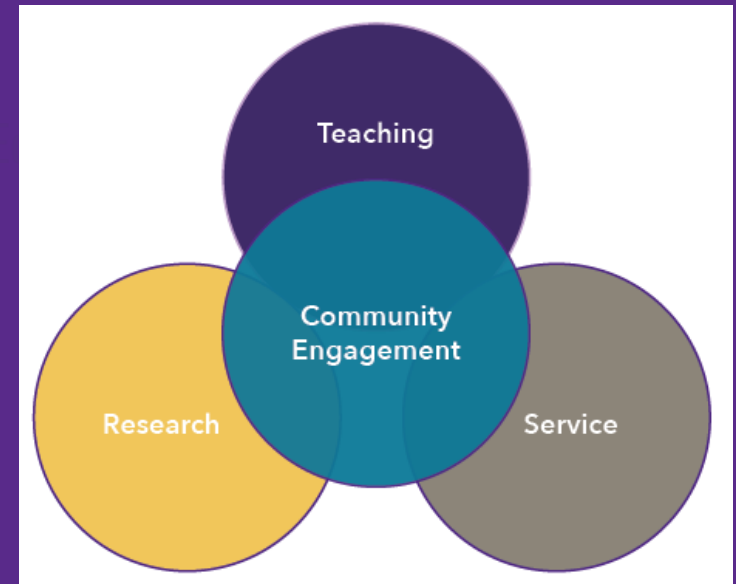 Teaching
Community
Engagement
Research
Service